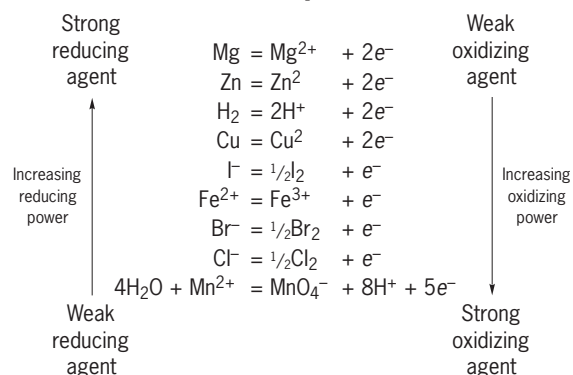 Strong
reducing
agent
Weak
oxidizing
agent
Mg = Mg²⁺ + 2e⁻
Zn = Zn² + 2e⁻
H₂ = 2H⁺ + 2e⁻
Cu = Cu² + 2e⁻
I⁻ = ½I₂ + e⁻
Fe²⁺ = Fe³⁺ + e⁻
Br⁻ = ½Br₂ + e⁻
Cl⁻ = ½Cl₂ + e⁻
4H₂O + Mn²⁺ = MnO₄⁻ + 8H⁺ + 5e⁻
Increasing
reducing
power
Increasing
oxidizing
power
Weak
reducing
agent
Strong
oxidizing
agent